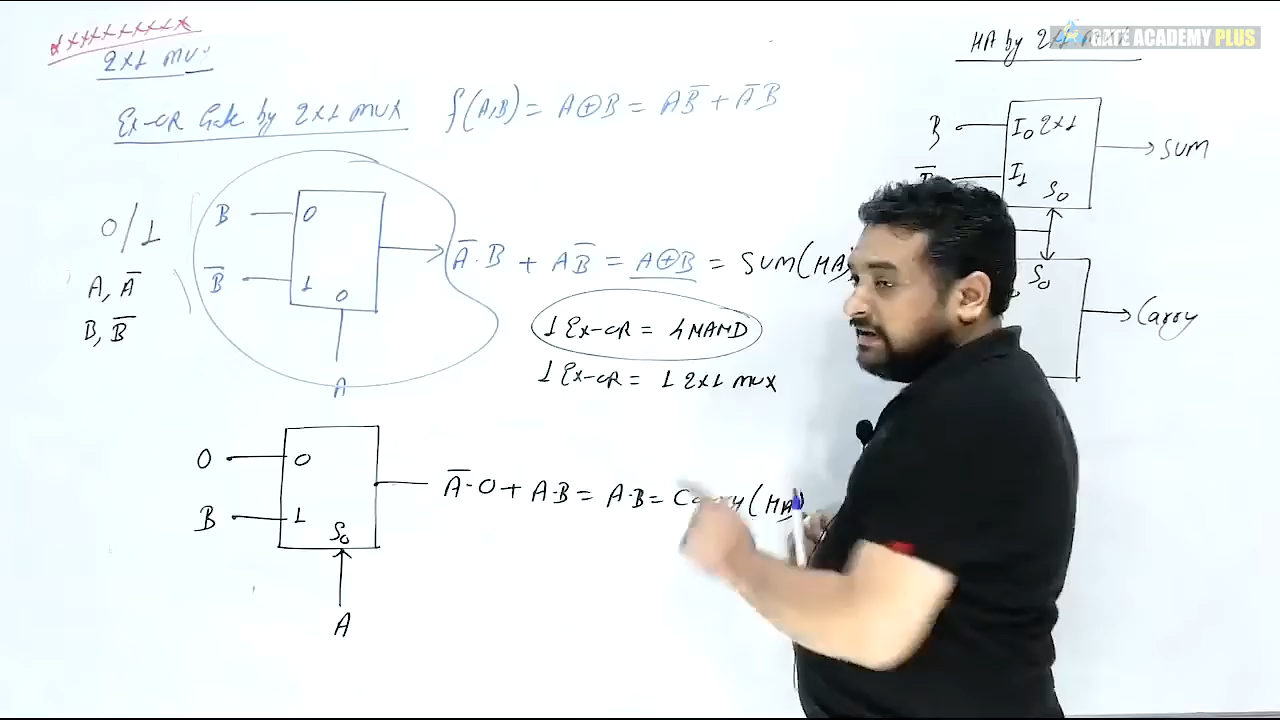 2x1 mux
Ex-OR Gate by 2x1 mux f(A,B) = A⊕B = AB̅ + A̅B
0/1
A, A̅
B, B̅
B 0
B̅ 1
0
A
A̅·B + AB̅ = A⊕B = SUM(HA)
1 Ex-OR = 4 NAND
1 Ex-OR = 1 2x1 mux
0 0
B 1
S₀
A
A̅·0 + A·B = A·B =
(HA)
HA by 2x1
GATE ACADEMY PLUS
B I₀ 2x1
I₁
S₀
SUM
S₀
Carry